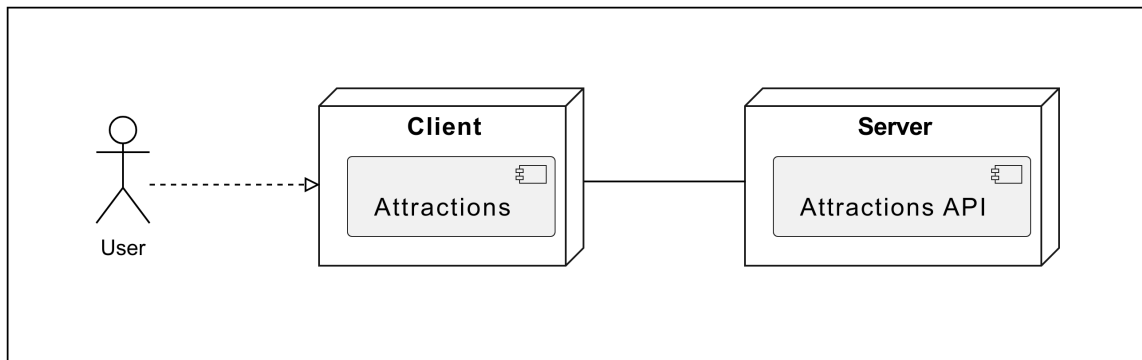 Client
Server
Attractions
Attractions API
User